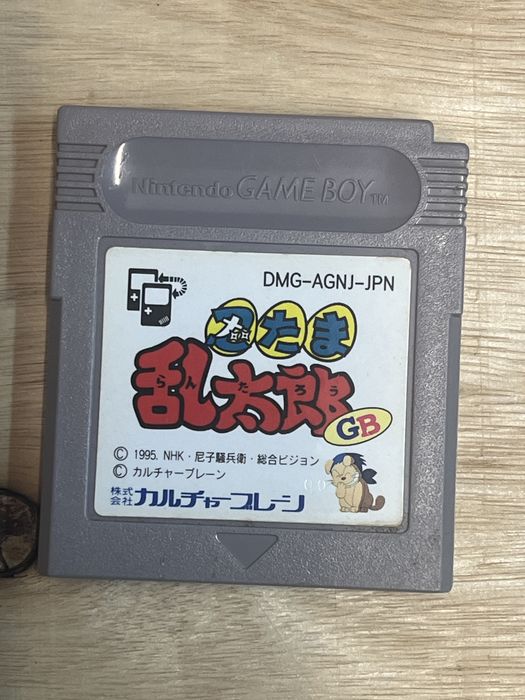 Nintendo GAME BOY TM
DMG-AGNJ-JPN
忍たま
乱太郎
らん た ろう
GB
© 1995. NHK・尼子騒兵衛・総合ビジョン
© カルチャーブレーン
株式会社 カルチャーブレーン